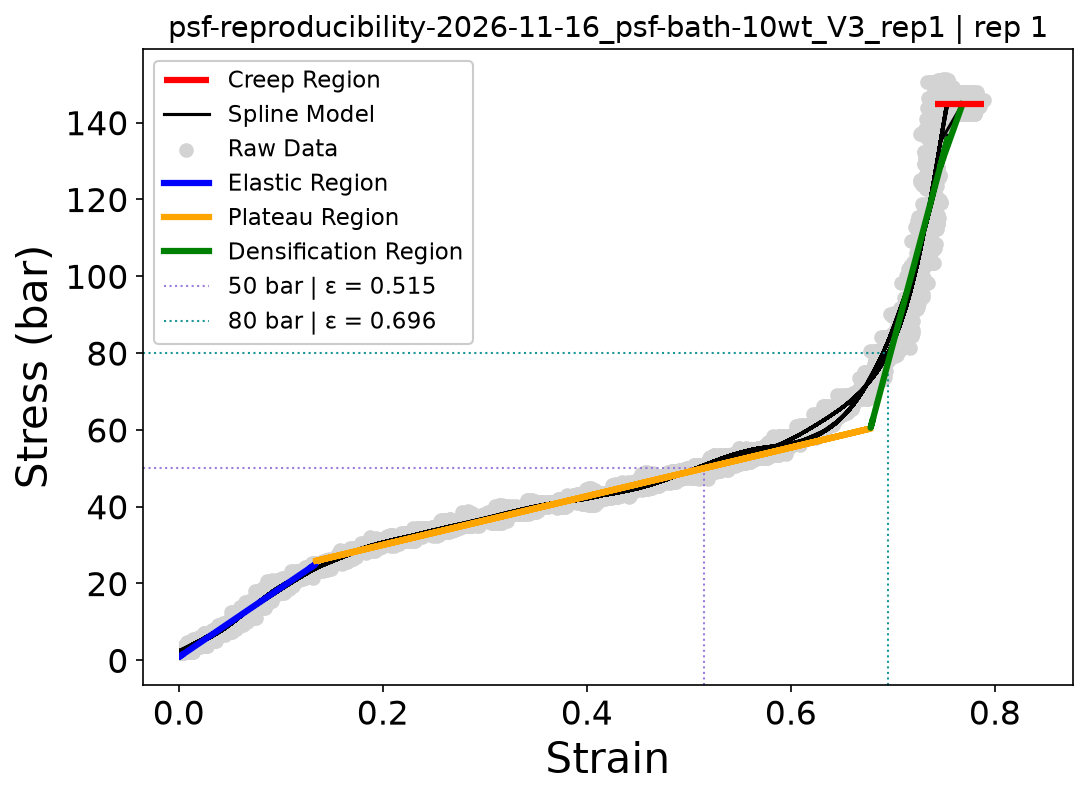 psf-reproducibility-2026-11-16_psf-bath-10wt_V3_rep1 | rep 1
Creep Region
Spline Model
Raw Data
Elastic Region
Plateau Region
Densification Region
50 bar | ε = 0.515
80 bar | ε = 0.696
Stress (bar)
140
120
100
80
60
40
20
0
0.0 0.2 0.4 0.6 0.8
Strain